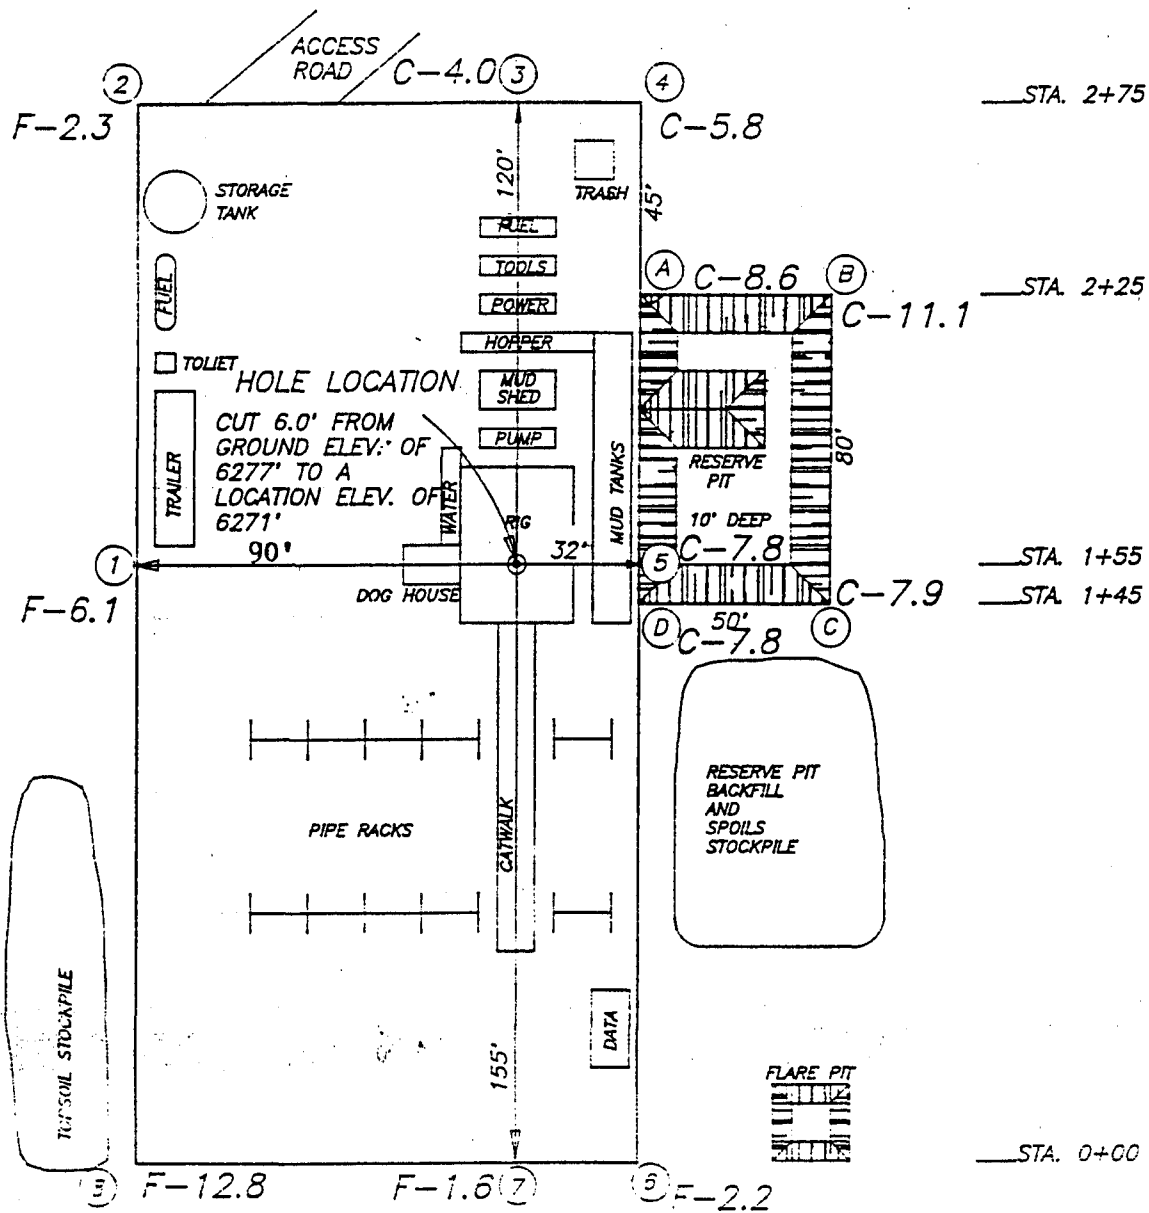 ACCESS
ROAD
2
C-4.0
3
4
STA. 2+75
F-2.3
C-5.8
120'
TRASH
45'
STORAGE
TANK
FUEL
FUEL
TOOLS
POWER
HOPPER
A
C-8.6
B
STA. 2+25
C-11.1
TOLIET
HOLE LOCATION
MUD
SHED
CUT 6.0' FROM
GROUND ELEV. OF
6277' TO A
LOCATION ELEV. OF
6271'
PUMP
TRAILER
WATER
MUD TANKS
RESERVE
PIT
80'
10' DEEP
RIG
1
90'
32'
5
C-7.8
STA. 1+55
F-6.1
DOG HOUSE
C-7.9
STA. 1+45
D
50'
C-7.8
C
RESERVE PIT
BACKFILL
AND
SPOILS
STOCKPILE
PIPE RACKS
CATWALK
TOPSOIL STOCKPILE
DATA
155'
FLARE PIT
STA. 0+00
8
F-12.8
F-1.6
7
6
F-2.2